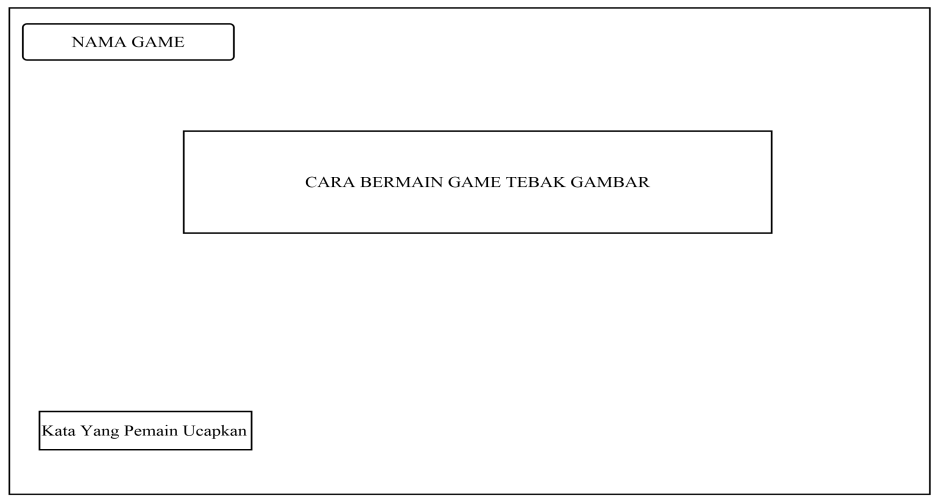 NAMA GAME
CARA BERMAIN GAME TEBAK GAMBAR
Kata Yang Pemain Ucapkan